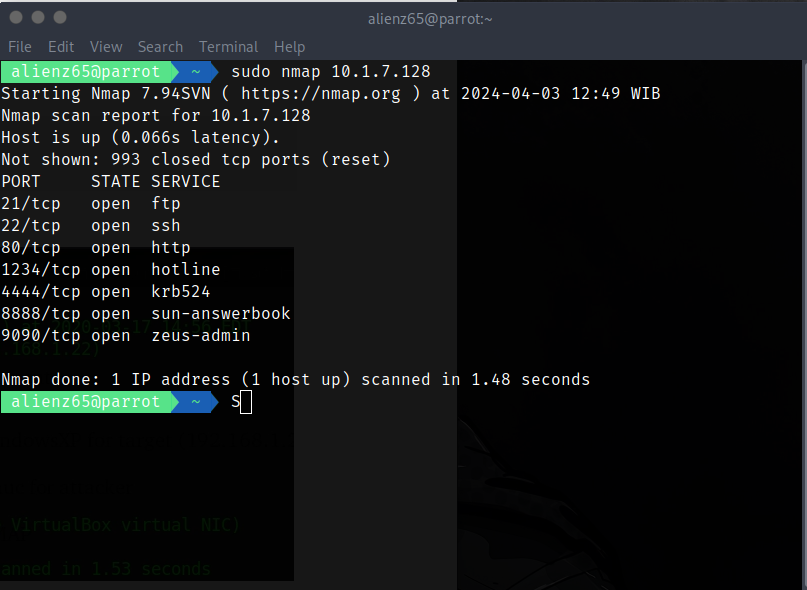 alienz65@parrot:~
File Edit View Search Terminal Help
alienz65@parrot ~ sudo nmap 10.1.7.128
Starting Nmap 7.94SVN ( https://nmap.org ) at 2024-04-03 12:49 WIB
Nmap scan report for 10.1.7.128
Host is up (0.066s latency).
Not shown: 993 closed tcp ports (reset)
PORT     STATE SERVICE
21/tcp   open  ftp
22/tcp   open  ssh
80/tcp   open  http
1234/tcp open  hotline
4444/tcp open  krb524
8888/tcp open  sun-answerbook
9090/tcp open  zeus-admin
.168.1.22)
Nmap done: 1 IP address (1 host up) scanned in 1.48 seconds
alienz65@parrot ~ S
VirtualBox virtual NIC)
anned in 1.53 seconds